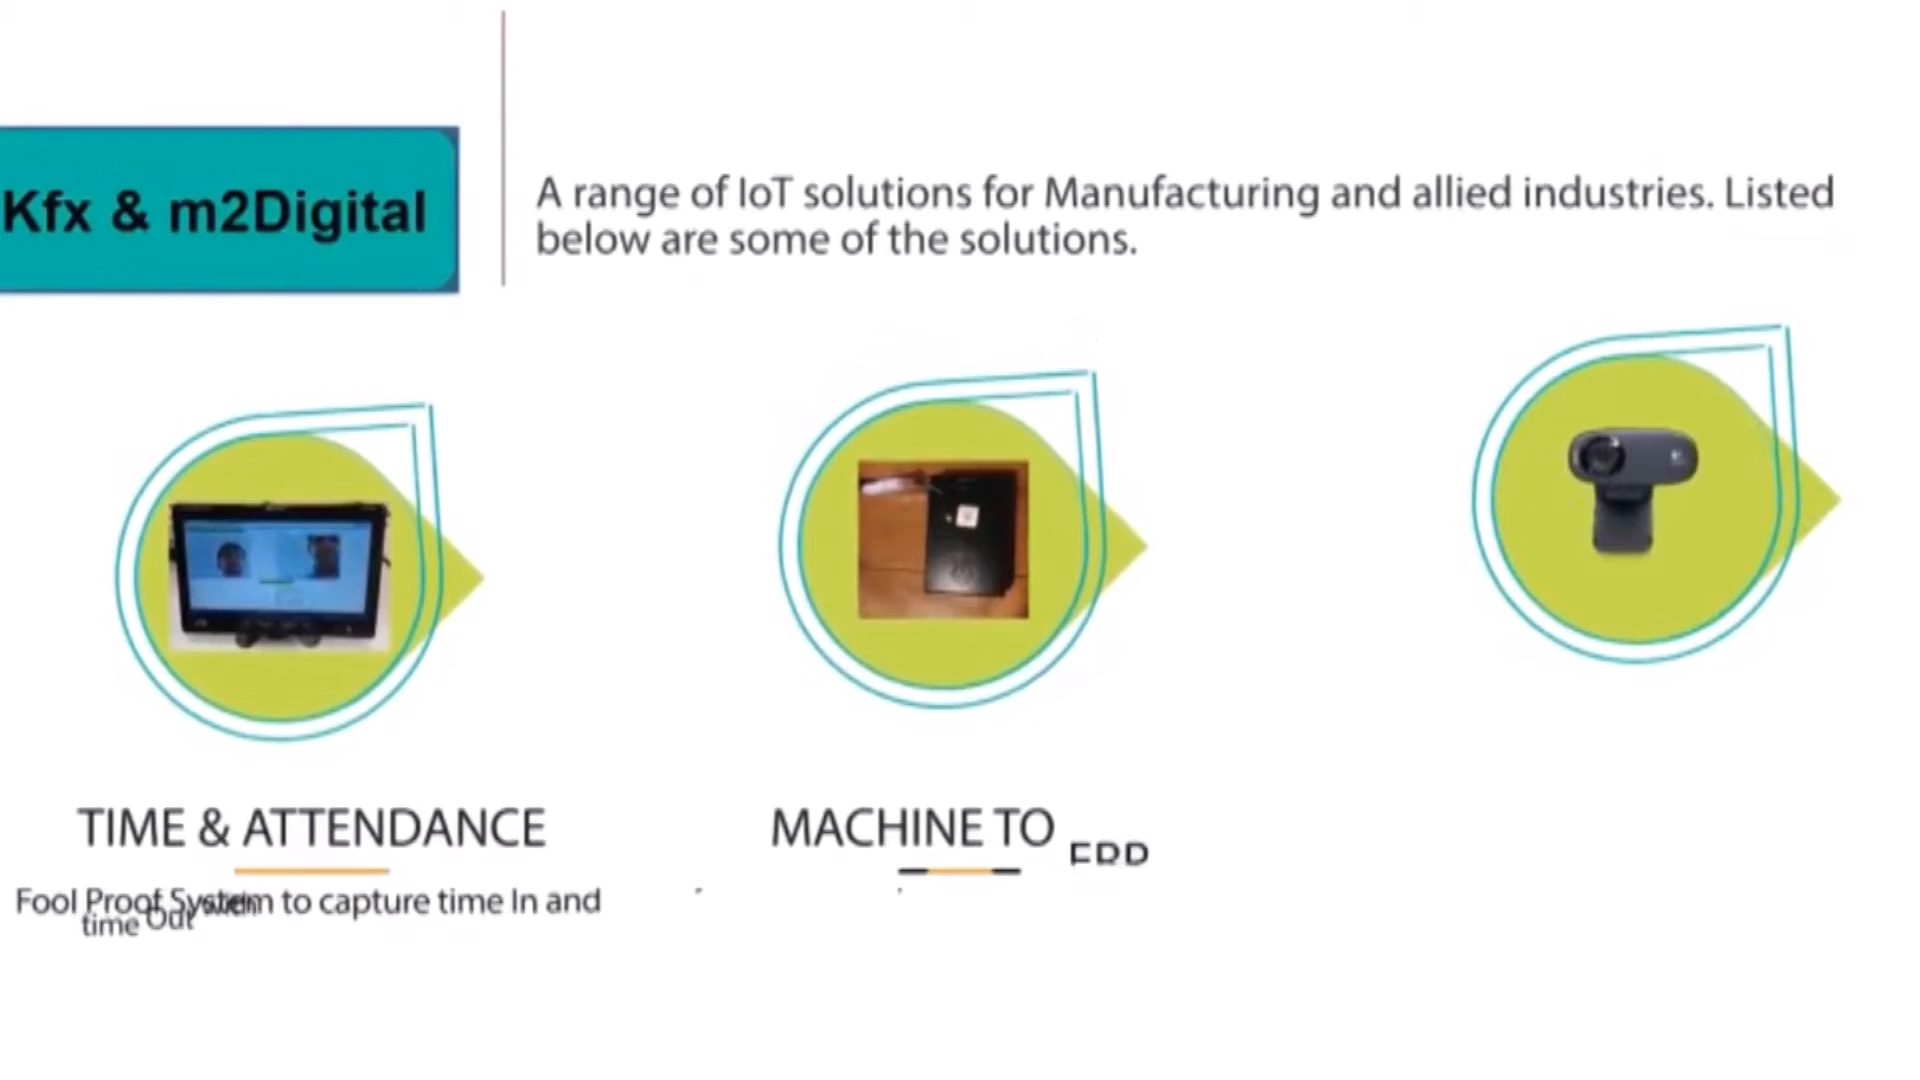 Kfx & m2Digital
A range of IoT solutions for Manufacturing and allied industries. Listed
below are some of the solutions.
TIME & ATTENDANCE
MACHINE TO ERP
Fool Proof System to capture time In and
time Out